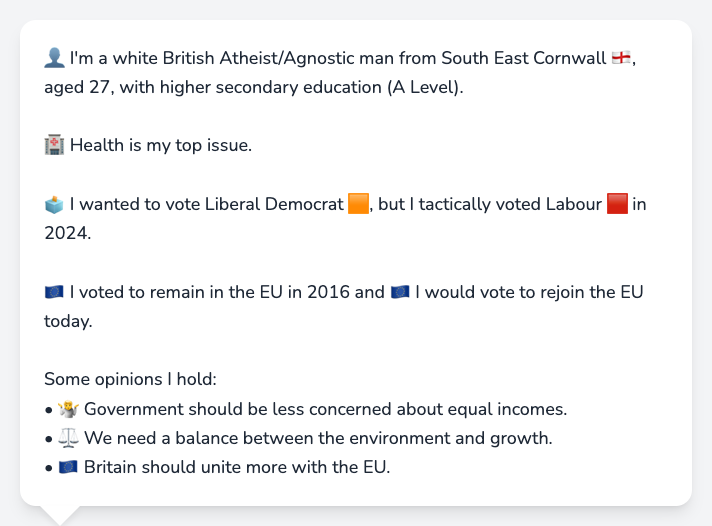 👤 I'm a white British Atheist/Agnostic man from South East Cornwall 🏴󠁧󠁢󠁥󠁮󠁧󠁿,
aged 27, with higher secondary education (A Level).
🏥 Health is my top issue.
🗳️ I wanted to vote Liberal Democrat 🟧, but I tactically voted Labour 🟥 in
2024.
🇪🇺 I voted to remain in the EU in 2016 and 🇪🇺 I would vote to rejoin the EU
today.
Some opinions I hold:
• 🤷 Government should be less concerned about equal incomes.
• ⚖️ We need a balance between the environment and growth.
• 🇪🇺 Britain should unite more with the EU.